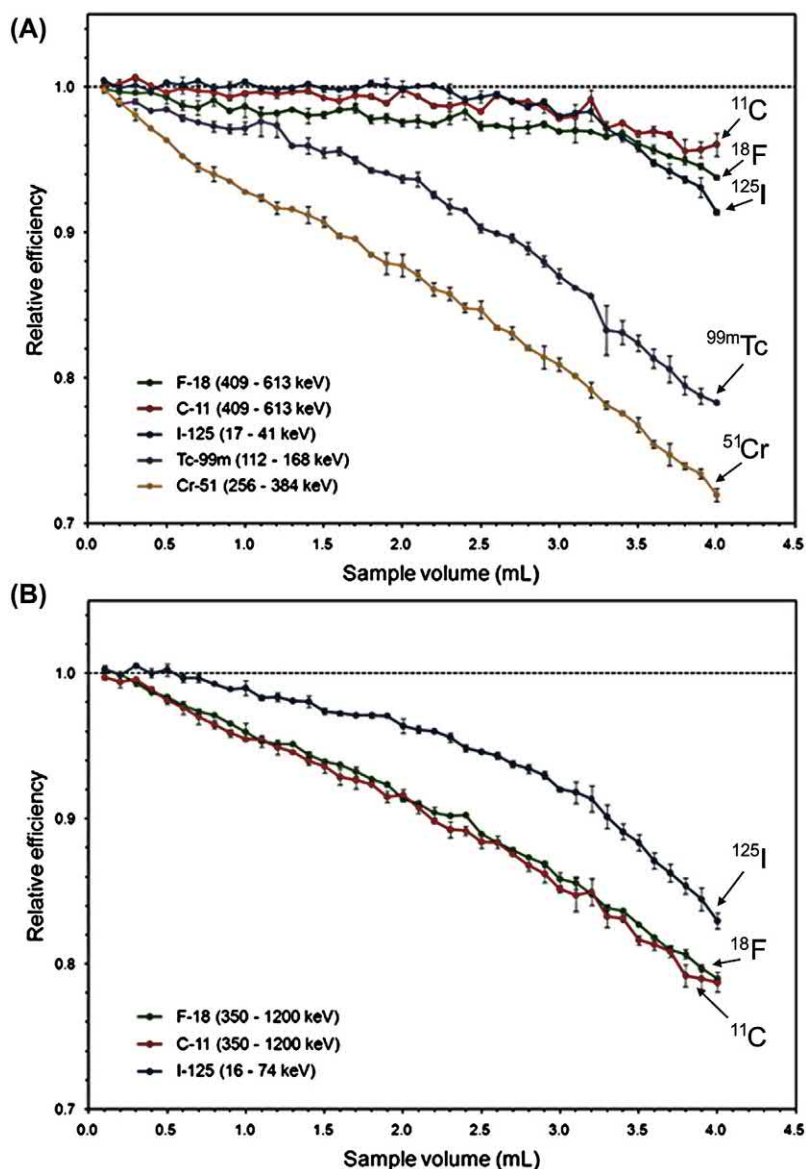 (A)
1.0
0.9
0.8
0.7
Relative efficiency
¹¹C
¹⁸F
¹²⁵I
⁹⁹ᵐTc
⁵¹Cr
F-18 (409 - 613 keV)
C-11 (409 - 613 keV)
I-125 (17 - 41 keV)
Tc-99m (112 - 168 keV)
Cr-51 (256 - 384 keV)
0.0 0.5 1.0 1.5 2.0 2.5 3.0 3.5 4.0 4.5
Sample volume (mL)
(B)
1.0
0.9
0.8
0.7
Relative efficiency
¹²⁵I
¹⁸F
¹¹C
F-18 (350 - 1200 keV)
C-11 (350 - 1200 keV)
I-125 (16 - 74 keV)
0.0 0.5 1.0 1.5 2.0 2.5 3.0 3.5 4.0 4.5
Sample volume (mL)